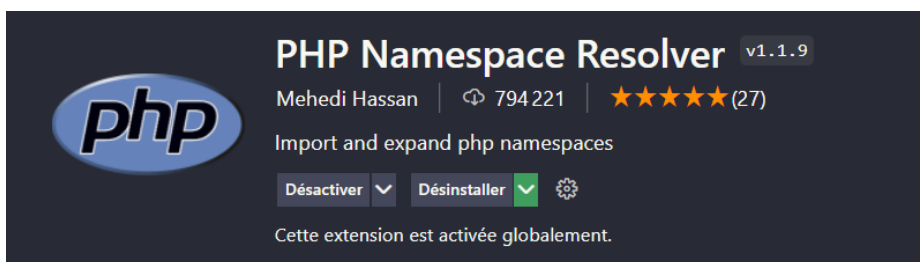 php
PHP Namespace Resolver v1.1.9
Mehedi Hassan 794 221 (27)
Import and expand php namespaces
Désactiver Désinstaller
Cette extension est activée globalement.